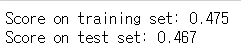 Score on training set: 0.475
Score on test set: 0.467